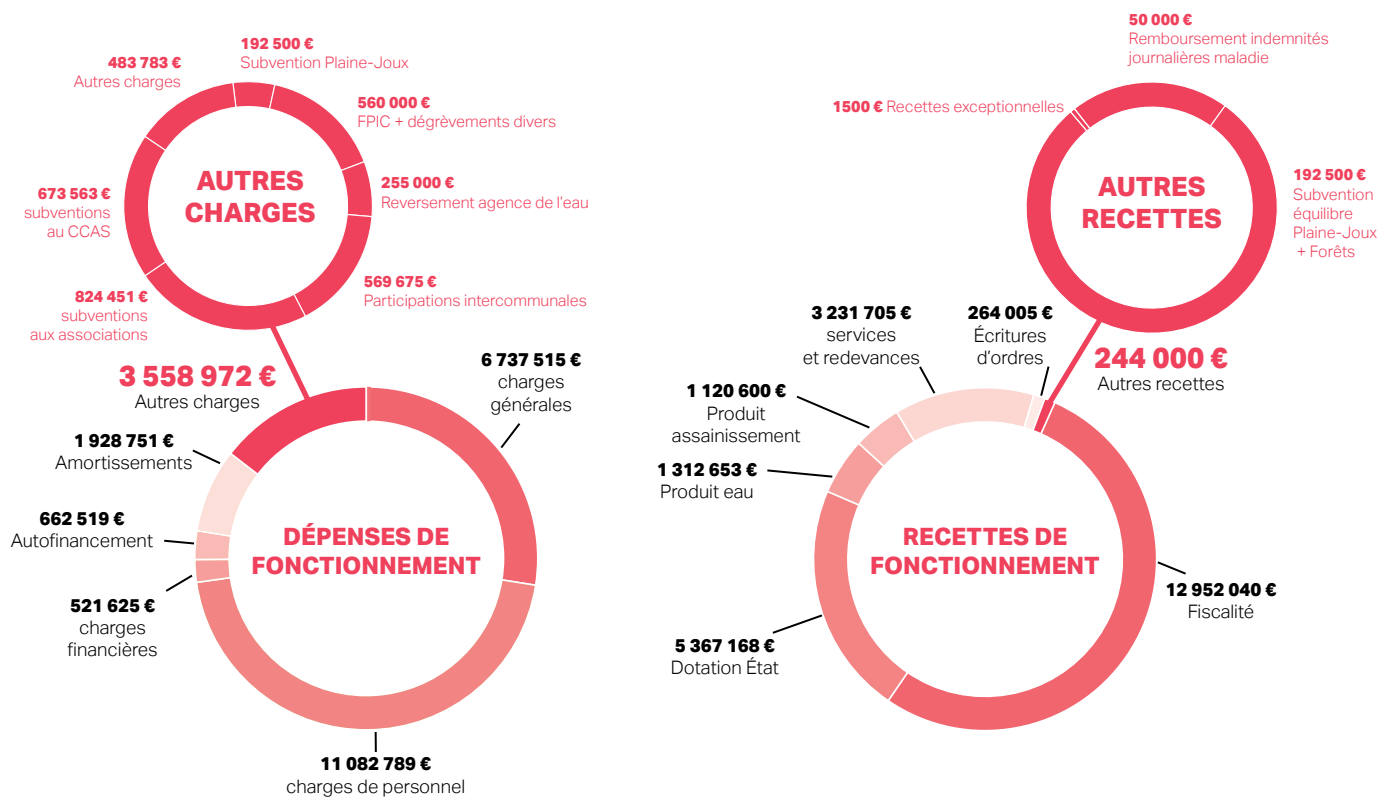 192 500 €
Subvention Plaine-Joux
483 783 €
Autres charges
560 000 €
FPIC + dégrèvements divers
AUTRES
CHARGES
255 000 €
Reversement agence de l'eau
673 563 €
subventions
au CCAS
569 675 €
Participations intercommunales
824 451 €
subventions
aux associations
3 558 972 €
Autres charges
6 737 515 €
charges
générales
1 928 751 €
Amortissements
662 519 €
Autofinancement
DÉPENSES DE
FONCTIONNEMENT
521 625 €
charges
financières
11 082 789 €
charges de personnel
50 000 €
Remboursement indemnités
journalières maladie
1500 € Recettes exceptionnelles
AUTRES
RECETTES
192 500 €
Subvention
équilibre
Plaine-Joux
+ Forêts
3 231 705 €
services
et redevances
264 005 €
Écritures
d'ordres
244 000 €
Autres recettes
1 120 600 €
Produit
assainissement
1 312 653 €
Produit eau
RECETTES DE
FONCTIONNEMENT
12 952 040 €
Fiscalité
5 367 168 €
Dotation État